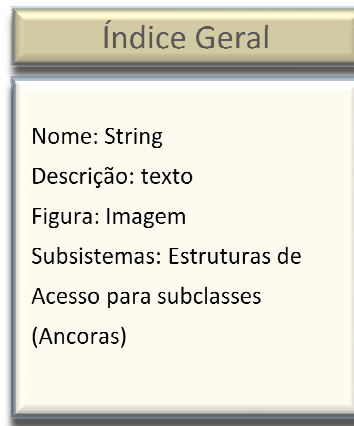 Índice Geral
Nome: String
Descrição: texto
Figura: Imagem
Subsistemas: Estruturas de
Acesso para subclasses
(Ancoras)